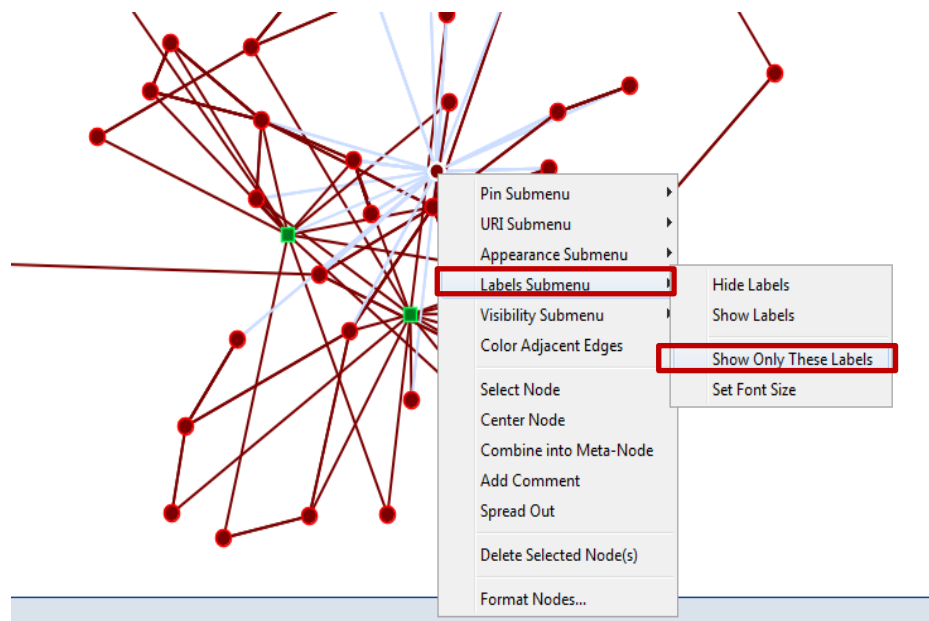 Pin Submenu
URI Submenu
Appearance Submenu
Labels Submenu
Visibility Submenu
Color Adjacent Edges
Select Node
Center Node
Combine into Meta-Node
Add Comment
Spread Out
Delete Selected Node(s)
Format Nodes...
Hide Labels
Show Labels
Show Only These Labels
Set Font Size